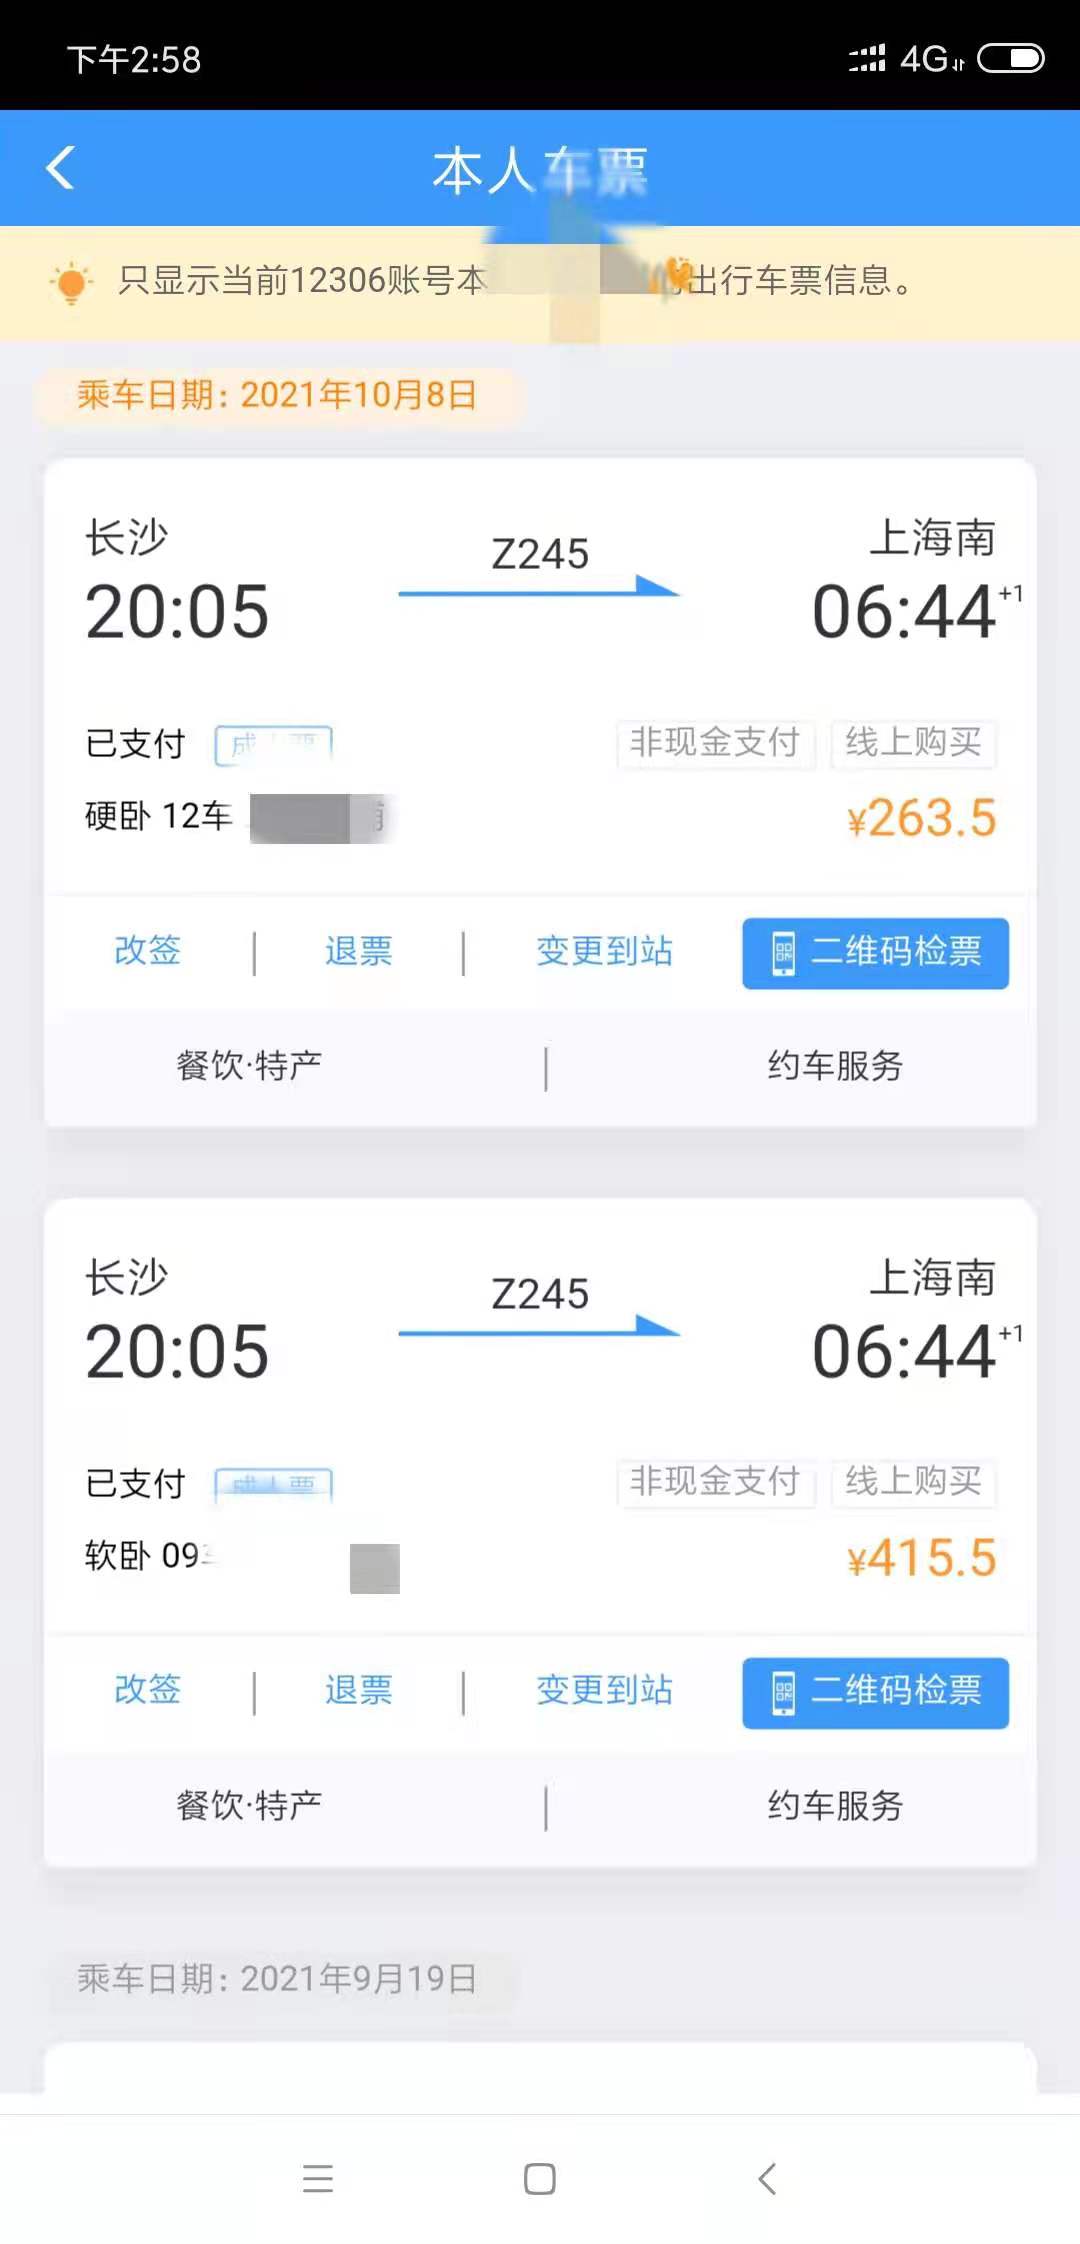 下午2:58
4G
本人车票
只显示当前12306账号本
出行车票信息。
乘车日期: 2021年10月8日
长沙
Z245
上海南
20:05
06:44+1
已支付
成人票
非现金支付
线上购买
硬卧 12车
¥263.5
改签
退票
变更到站
二维码检票
餐饮·特产
约车服务
长沙
Z245
上海南
20:05
06:44+1
已支付
成人票
非现金支付
线上购买
软卧 09
¥415.5
改签
退票
变更到站
二维码检票
餐饮·特产
约车服务
乘车日期: 2021年9月19日